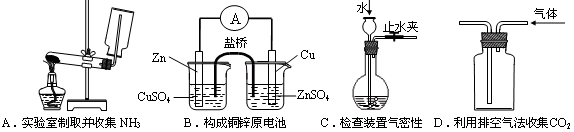 A
盐桥
Zn
Cu
CuSO₄
ZnSO₄
水
止水夹
气体
A．实验室制取并收集NH₃
B．构成铜锌原电池
C．检查装置气密性
D．利用排空气法收集CO₂